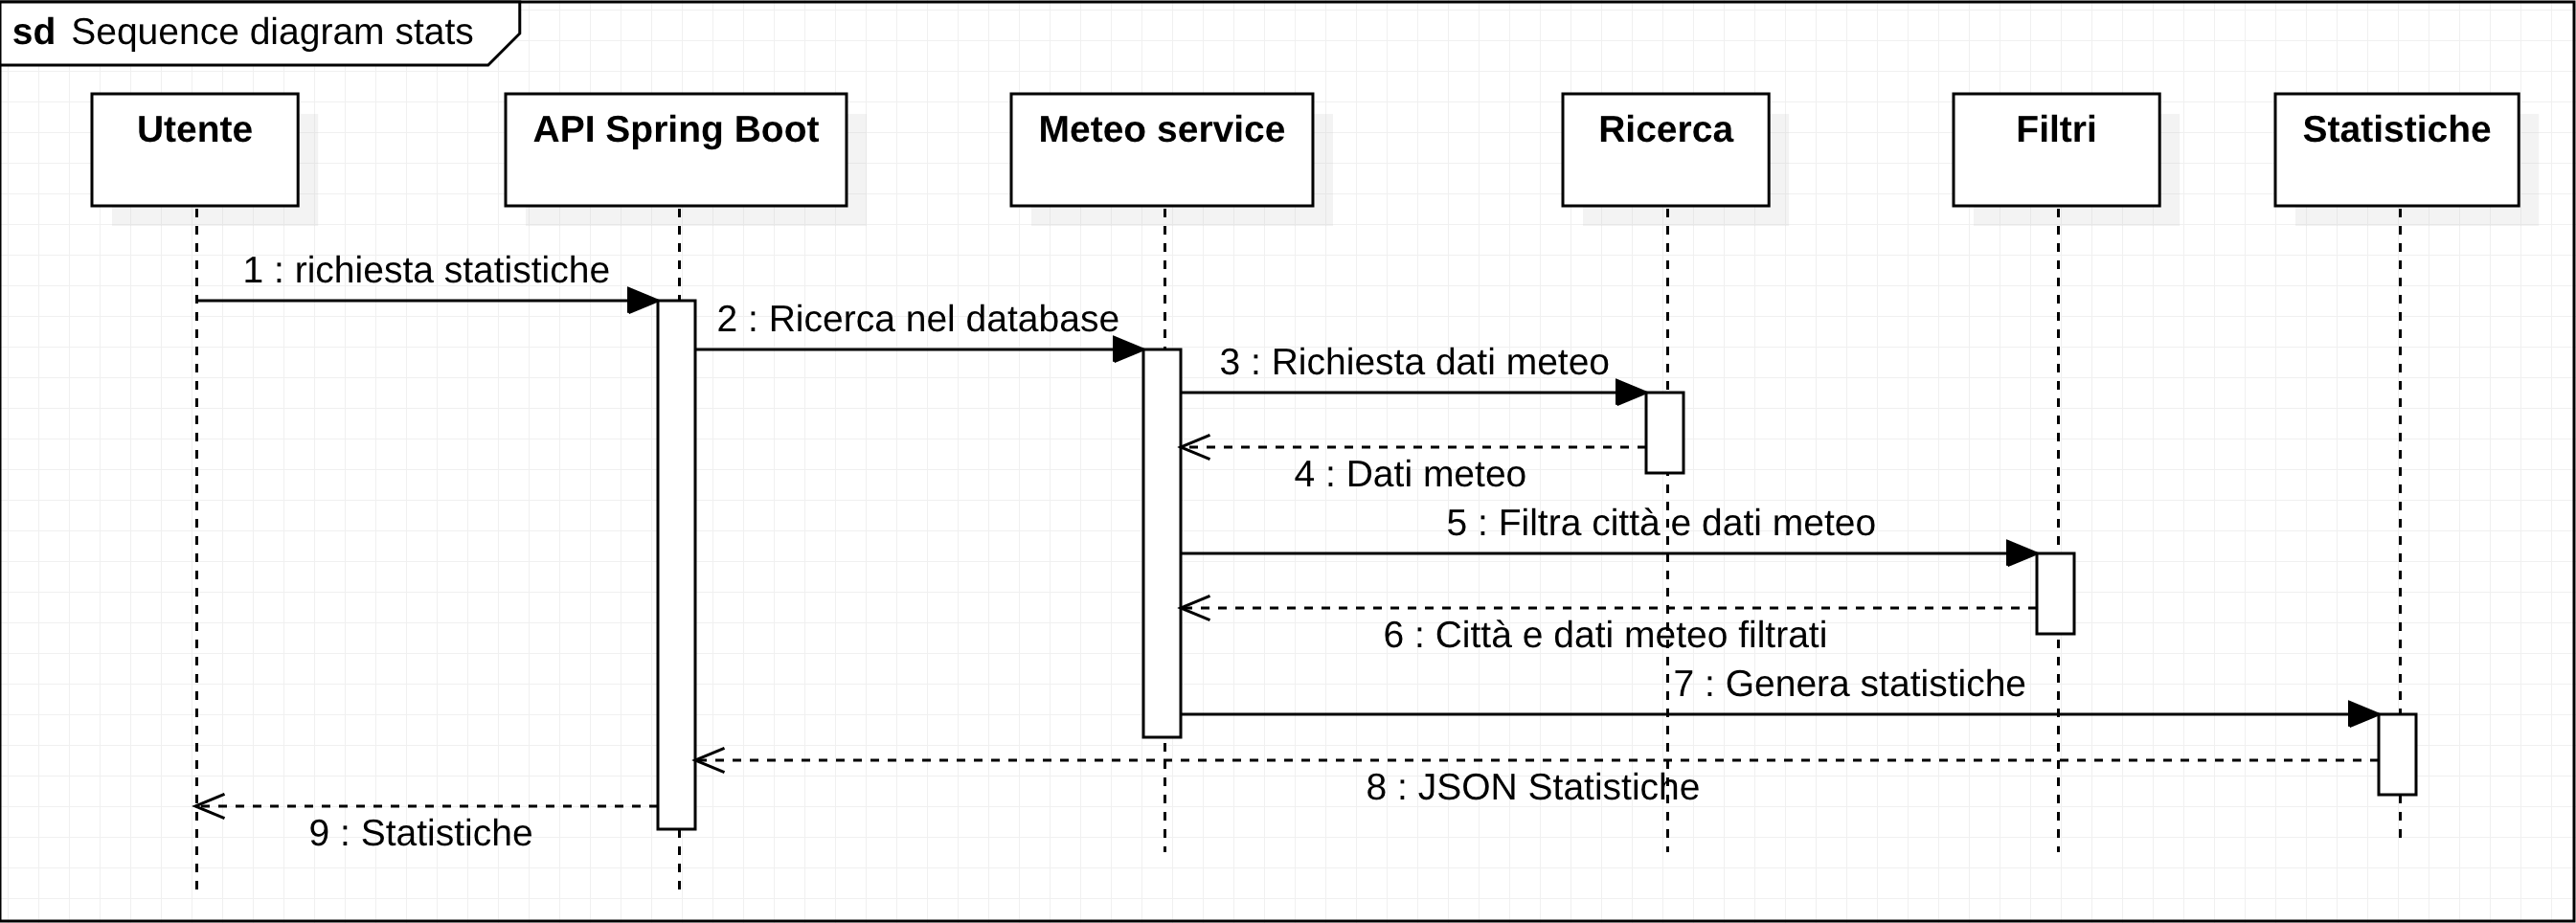 sd Sequence diagram stats
Utente
API Spring Boot
Meteo service
Ricerca
Filtri
Statistiche
1 : richiesta statistiche
2 : Ricerca nel database
3 : Richiesta dati meteo
4 : Dati meteo
5 : Filtra città e dati meteo
6 : Città e dati meteo filtrati
7 : Genera statistiche
8 : JSON Statistiche
9 : Statistiche